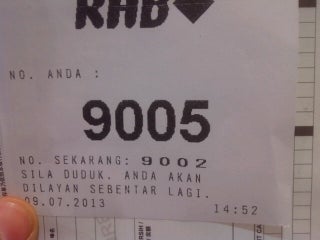 RHB
NO. ANDA :
9005
NO. SEKARANG: 9002
SILA DUDUK. ANDA AKAN
DILAYAN SEBENTAR LAGI.
09.07.2013 14:52